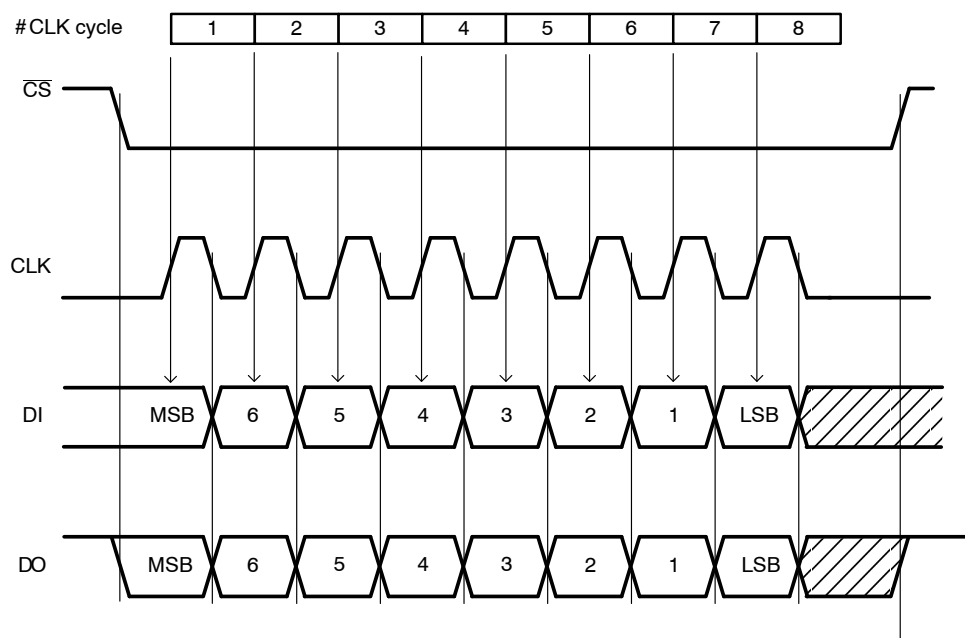 # CLK cycle 1 2 3 4 5 6 7 8
CS
CLK
DI MSB 6 5 4 3 2 1 LSB
DO MSB 6 5 4 3 2 1 LSB